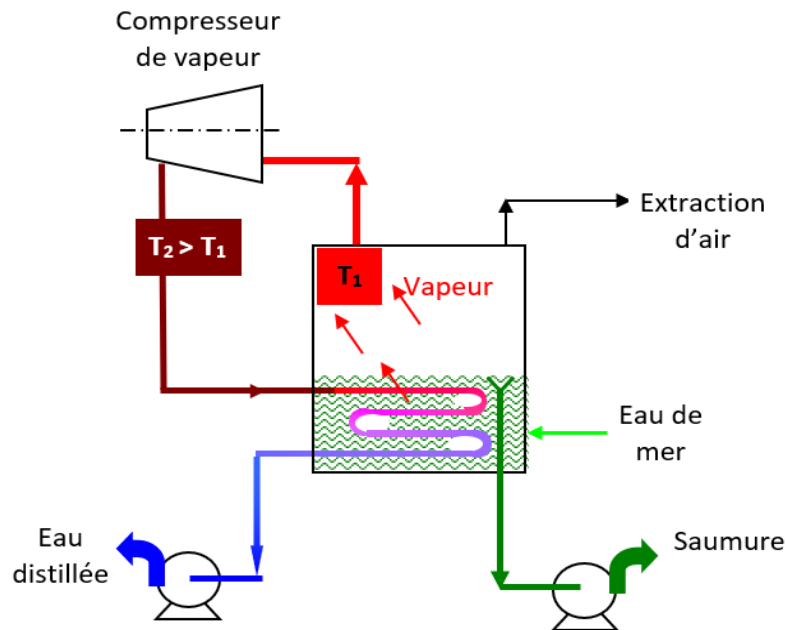 Compresseur
de vapeur
T₂ > T₁
T₁
Vapeur
Extraction
d’air
Eau de
mer
Eau
distillée
Saumure